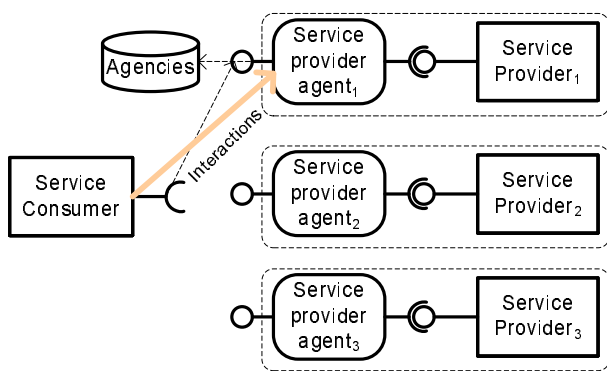 Agencies
Service
provider
agent₁
Service
Provider₁
Interactions
Service
Consumer
Service
provider
agent₂
Service
Provider₂
Service
provider
agent₃
Service
Provider₃